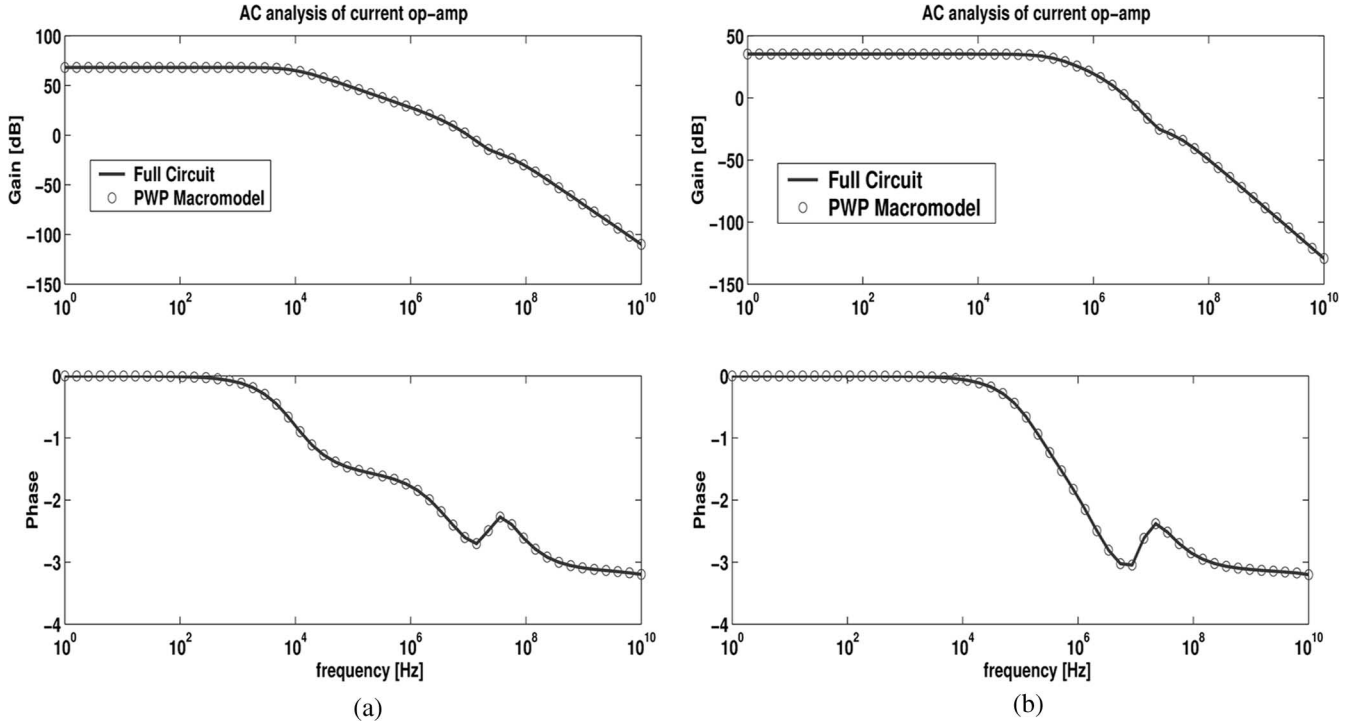 AC analysis of current op−amp
100
50
0
−50
−100
−150
Gain [dB]
Full Circuit
PWP Macromodel
10^0 10^2 10^4 10^6 10^8 10^10
0
−1
−2
−3
−4
Phase
10^0 10^2 10^4 10^6 10^8 10^10
frequency [Hz]
(a)
AC analysis of current op−amp
50
0
−50
−100
−150
Gain [dB]
Full Circuit
PWP Macromodel
10^0 10^2 10^4 10^6 10^8 10^10
0
−1
−2
−3
−4
Phase
10^0 10^2 10^4 10^6 10^8 10^10
frequency [Hz]
(b)